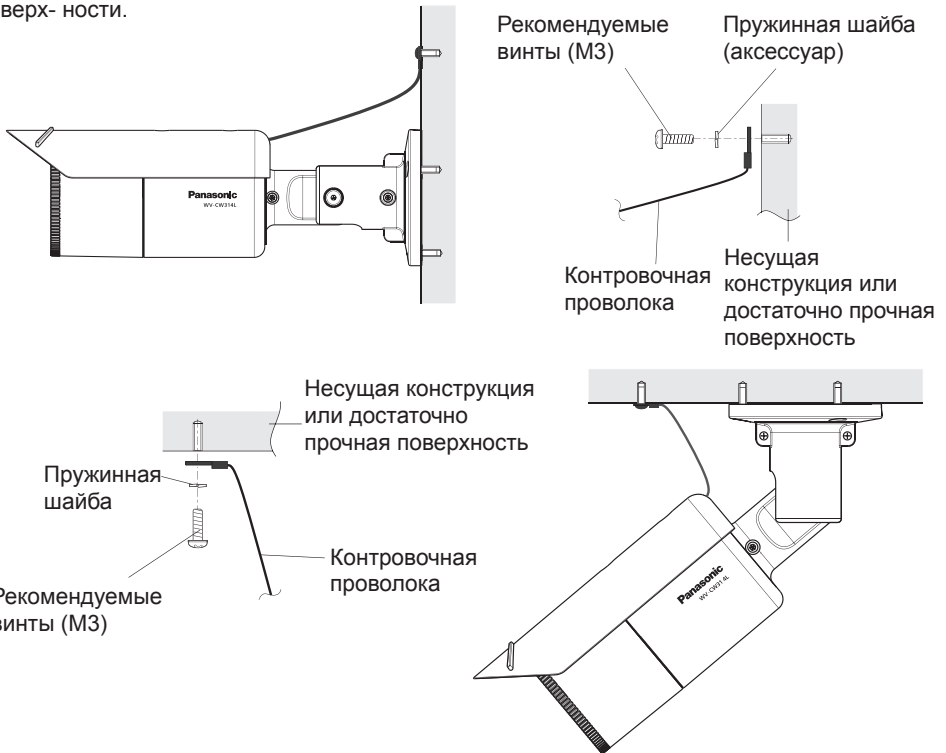 верх- ности.
Рекомендуемые
винты (M3)
Пружинная шайба
(аксессуар)
Panasonic
WV-CW314L
Контровочная
проволока
Несущая
конструкция или
достаточно прочная
поверхность
Несущая конструкция
или достаточно
прочная поверхность
Пружинная
шайба
Контровочная
проволока
Рекомендуемые
винты (M3)
Panasonic
WV-CW314L